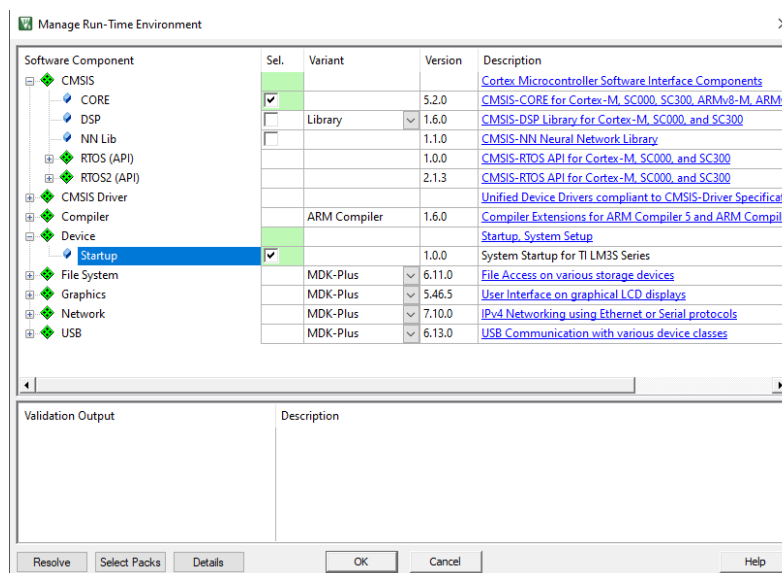 Manage Run-Time Environment
Software Component Sel. Variant Version Description
CMSIS Cortex Microcontroller Software Interface Components
CORE 5.2.0 CMSIS-CORE for Cortex-M, SC000, SC300, ARMv8-M, ARMv
DSP Library 1.6.0 CMSIS-DSP Library for Cortex-M, SC000, and SC300
NN Lib 1.1.0 CMSIS-NN Neural Network Library
RTOS (API) 1.0.0 CMSIS-RTOS API for Cortex-M, SC000, and SC300
RTOS2 (API) 2.1.3 CMSIS-RTOS API for Cortex-M, SC000, and SC300
CMSIS Driver Unified Device Drivers compliant to CMSIS-Driver Specificat
Compiler ARM Compiler 1.6.0 Compiler Extensions for ARM Compiler 5 and ARM Compil
Device Startup, System Setup
Startup 1.0.0 System Startup for TI LM3S Series
File System MDK-Plus 6.11.0 File Access on various storage devices
Graphics MDK-Plus 5.46.5 User Interface on graphical LCD displays
Network MDK-Plus 7.10.0 IPv4 Networking using Ethernet or Serial protocols
USB MDK-Plus 6.13.0 USB Communication with various device classes
Validation Output Description
Resolve Select Packs Details OK Cancel Help